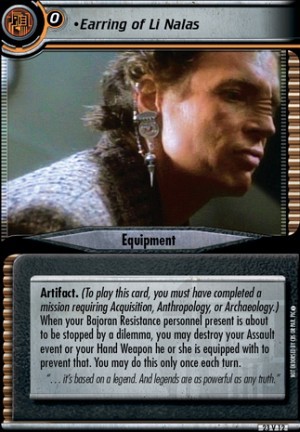 0
•Earring of Li Nalas
Equipment
Artifact. (To play this card, you must have completed a
mission requiring Acquisition, Anthropology, or Archaeology.)
When your Bajoran Resistance personnel present is about
to be stopped by a dilemma, you may destroy your Assault
event or your Hand Weapon he or she is equipped with to
prevent that. You may do this only once each turn.
"... it's based on a legend. And legends are as powerful as any truth."
23 V 12